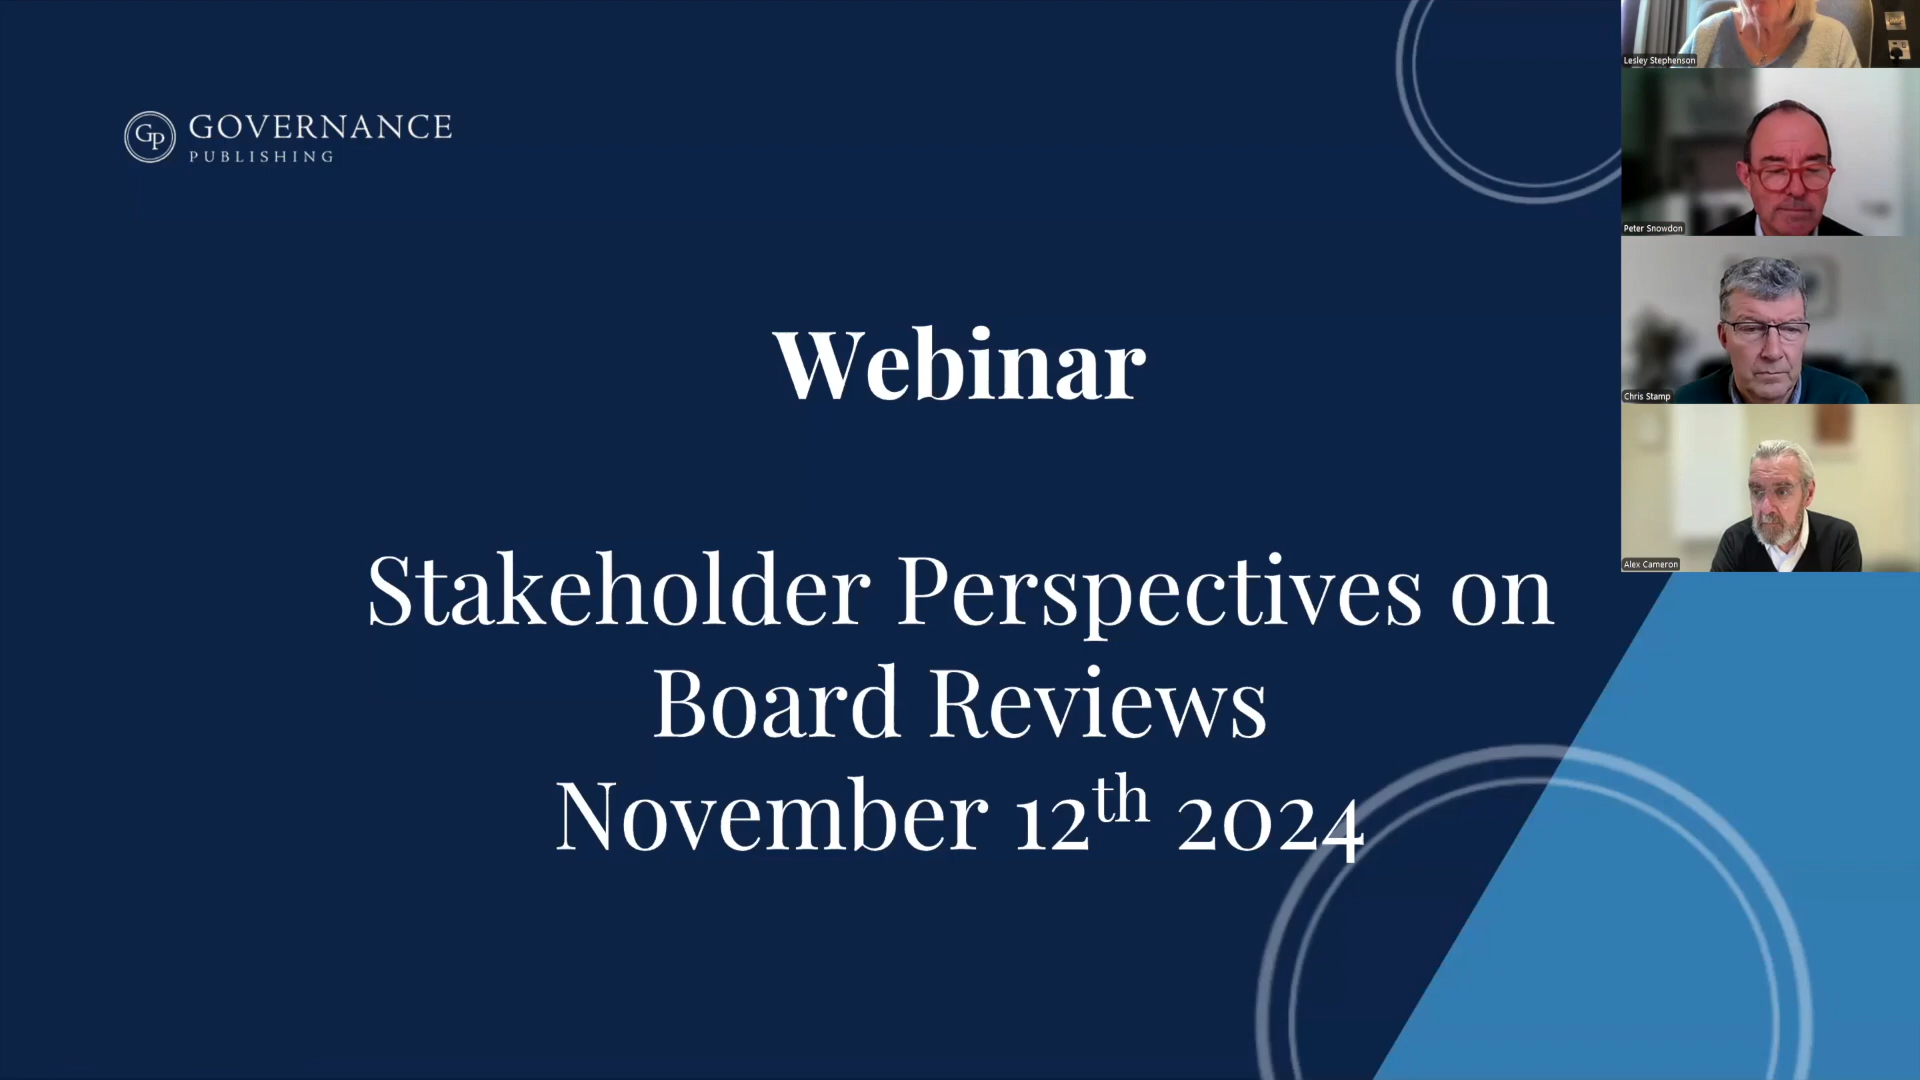 GP GOVERNANCE
PUBLISHING
Webinar
Stakeholder Perspectives on
Board Reviews
November 12th 2024
Lesley Stephenson
Peter Snowdon
Chris Stamp
Alex Cameron